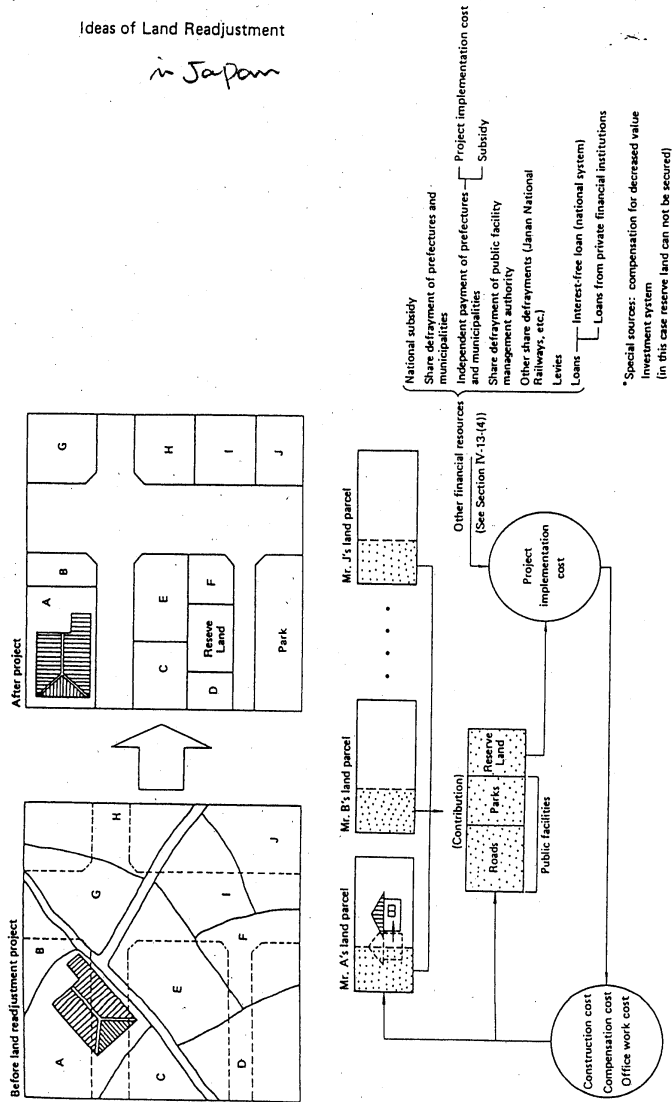 Ideas of Land Readjustment
in Japan
Before land readjustment project
A
B
C
D
E
F
G
H
I
J
After project
A
B
C
D
E
F
G
H
I
J
Reseve
Land
Park
Mr. A's land parcel
Mr. B's land parcel
Mr. J's land parcel
(Contribution)
Roads
Parks
Reserve
Land
Public facilities
Construction cost
Compensation cost
Office work cost
Project
implementation
cost
Other financial resources
(See Section IV-13-(4))
National subsidy
Share defrayment of prefectures and
municipalities
Independent payment of prefectures
and municipalities
Project implementation cost
Subsidy
Share defrayment of public facility
management authority
Other share defrayments (Janan National
Railways, etc.)
Levies
Loans
Interest-free loan (national system)
Loans from private financial institutions
*Special sources: compensation for decreased value
Investment system
(in this case reserve land can not be secured)